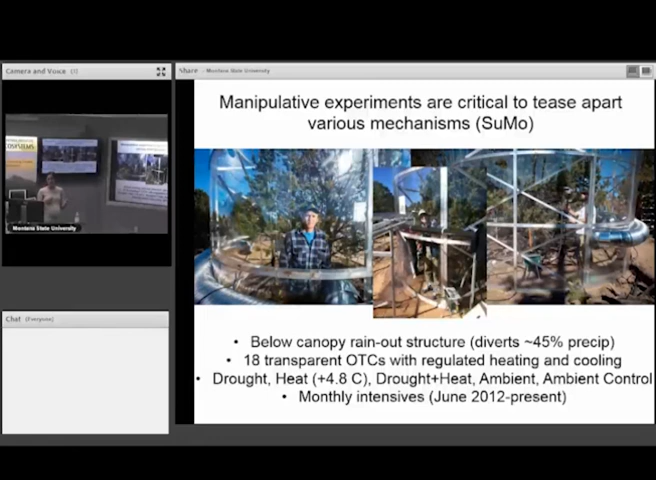 Camera and Voice (1)
Share - Montana State University
Manipulative experiments are critical to tease apart
various mechanisms (SuMo)
Montana State University
• Below canopy rain-out structure (diverts ~45% precip)
• 18 transparent OTCs with regulated heating and cooling
• Drought, Heat (+4.8 C), Drought+Heat, Ambient, Ambient Control
• Monthly intensives (June 2012-present)
Chat (Everyone)